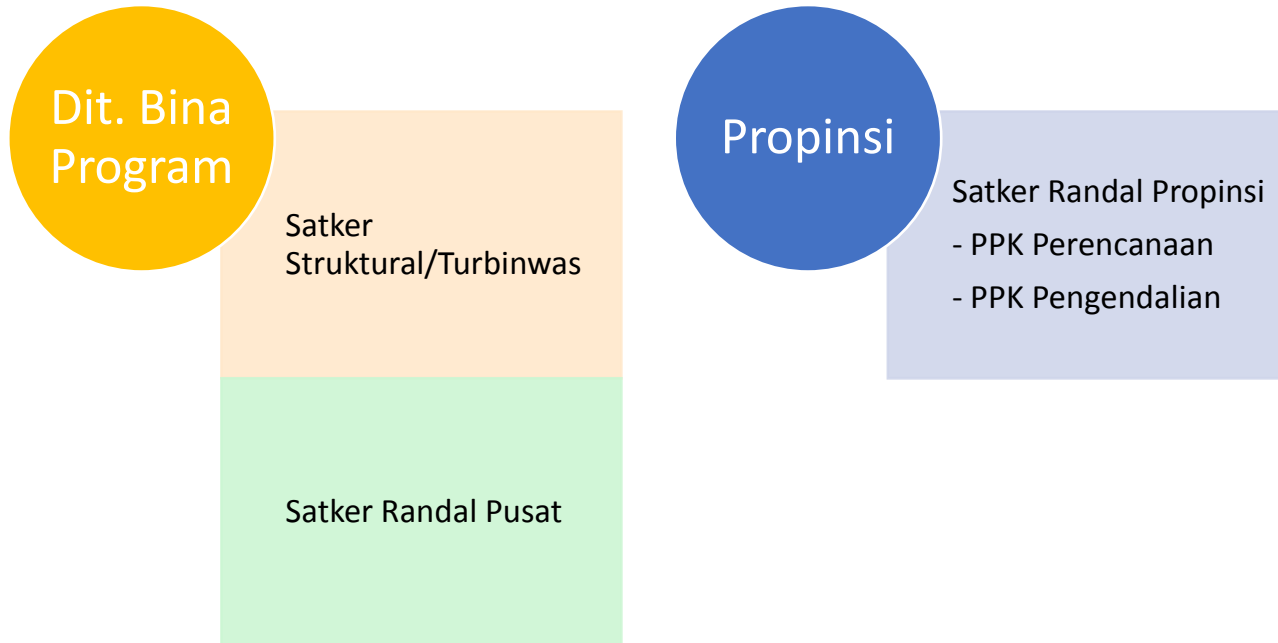 Dit. Bina
Program
Satker
Struktural/Turbinwas
Satker Randal Pusat
Propinsi
Satker Randal Propinsi
- PPK Perencanaan
- PPK Pengendalian